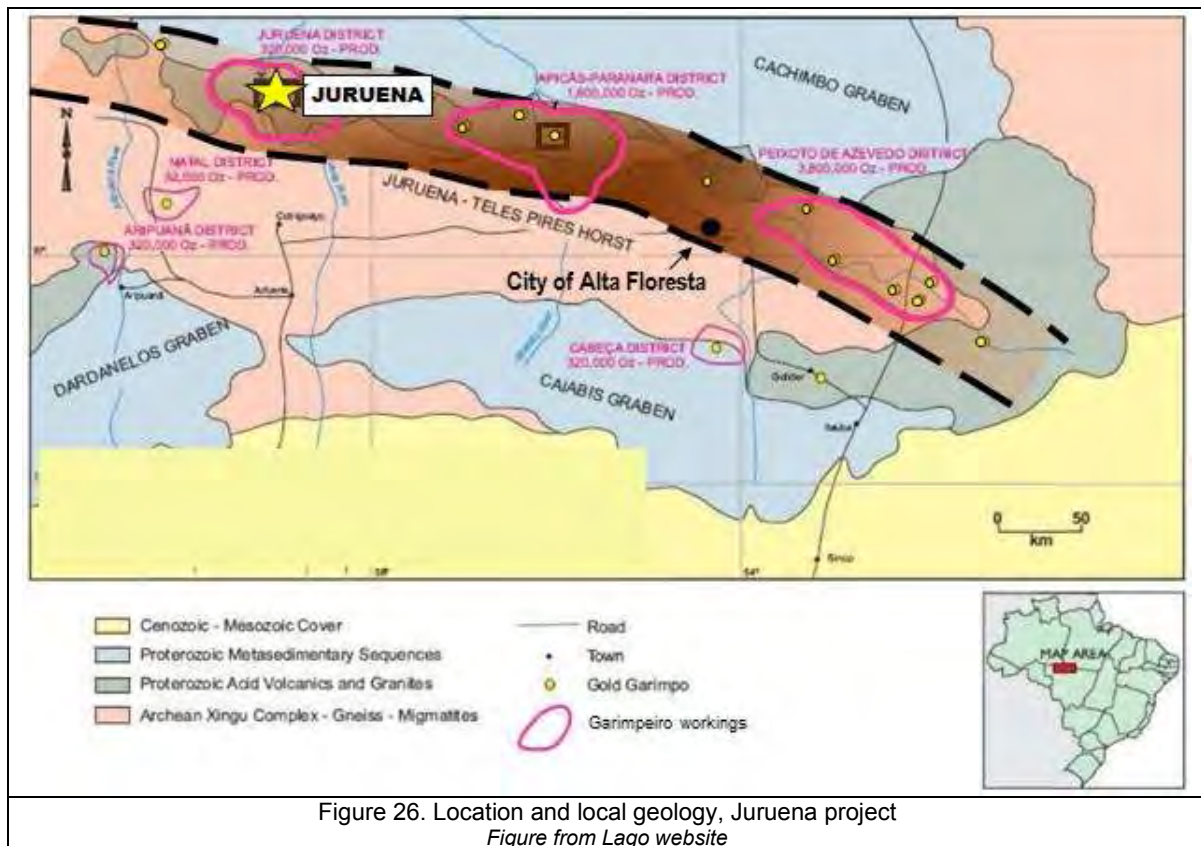 JURUENA DISTRICT
320,000 Oz - PROD.
JURUENA
APIACÁS-PARANAITA DISTRICT
1,600,000 Oz - PROD.
CACHIMBO GRABEN
PEIXOTO DE AZEVEDO DISTRICT
3,800,000 Oz - PROD.
N
NATAL DISTRICT
Oz - PROD.
JURUENA - TELES PIRES HORST
ARIPUANÃ DISTRICT
320,000 Oz - PROD.
Aripuanã
City of Alta Floresta
DARDANELOS GRABEN
CABEÇA DISTRICT
320,000 Oz - PROD.
CAIABIS GRABEN
0 50
km
Cenozoic - Mesozoic Cover
Proterozoic Metasedimentary Sequences
Proterozoic Acid Volcanics and Granites
Archean Xingu Complex - Gneiss - Migmatites
Road
Town
Gold Garimpo
Garimpeiro workings
MAP AREA
Figure 26. Location and local geology, Juruena project
Figure from Lago website